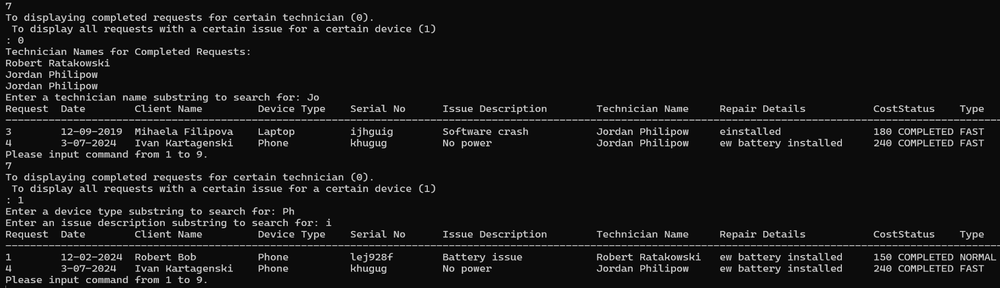 7
To displaying completed requests for certain technician (0).
 To display all requests with a certain issue for a certain device (1)
: 0
Technician Names for Completed Requests:
Robert Ratakowski
Jordan Philipow
Jordan Philipow
Enter a technician name substring to search for: Jo
Request  Date        Client Name         Device Type    Serial No      Issue Description        Technician Name     Repair Details           CostStatus    Type
--------------------------------------------------------------------------------------------------------------------------------------------------------------------
3        12-09-2019  Mihaela Filipova    Laptop         ijhguig        Software crash           Jordan Philipow     einstalled               180 COMPLETED FAST
4        3-07-2024   Ivan Kartagenski    Phone          khugug         No power                 Jordan Philipow     ew battery installed     240 COMPLETED FAST
Please input command from 1 to 9.
7
To displaying completed requests for certain technician (0).
 To display all requests with a certain issue for a certain device (1)
: 1
Enter a device type substring to search for: Ph
Enter an issue description substring to search for: i
Request  Date        Client Name         Device Type    Serial No      Issue Description        Technician Name     Repair Details           CostStatus    Type
--------------------------------------------------------------------------------------------------------------------------------------------------------------------
1        12-02-2024  Robert Bob          Phone          lej928f        Battery issue            Robert Ratakowski   ew battery installed     150 COMPLETED NORMAL
4        3-07-2024   Ivan Kartagenski    Phone          khugug         No power                 Jordan Philipow     ew battery installed     240 COMPLETED FAST
Please input command from 1 to 9.